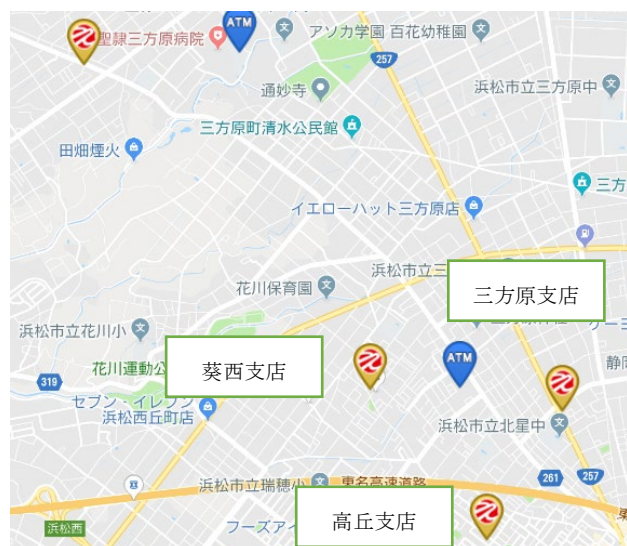 ATM
アソカ学園 百花幼稚園
聖隷三方原病院
257
通妙寺
浜松市立三方原中
三方原町清水公民館
田畑煙火
三方
イエローハット三方原店
浜松市立三
三方原支店
花川保育園
浜松市立花川小
葵西支店
ATM
花川運動公
319
セブン‐イレブン
浜松西丘町店
浜松市立北星中
浜松市立瑞穂小
東名高速道路
261
257
高丘支店
浜松西
フーズアイ